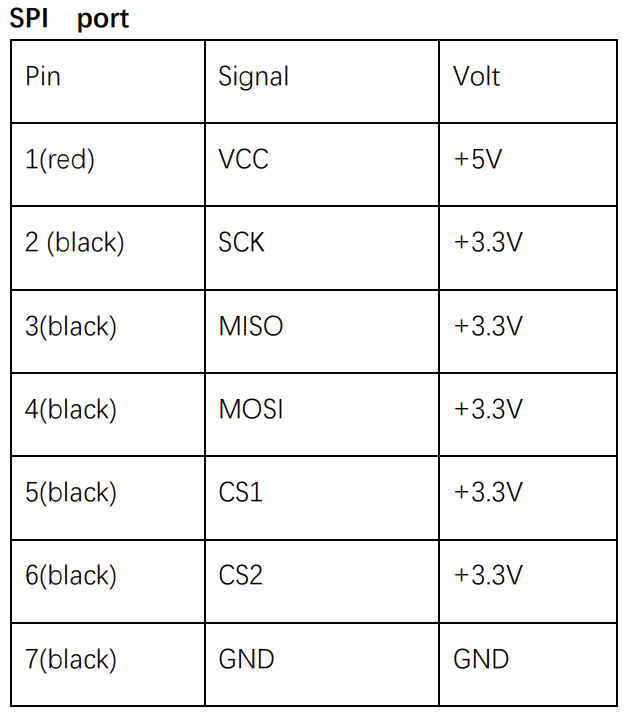 SPI port
Pin Signal Volt
1(red) VCC +5V
2 (black) SCK +3.3V
3(black) MISO +3.3V
4(black) MOSI +3.3V
5(black) CS1 +3.3V
6(black) CS2 +3.3V
7(black) GND GND